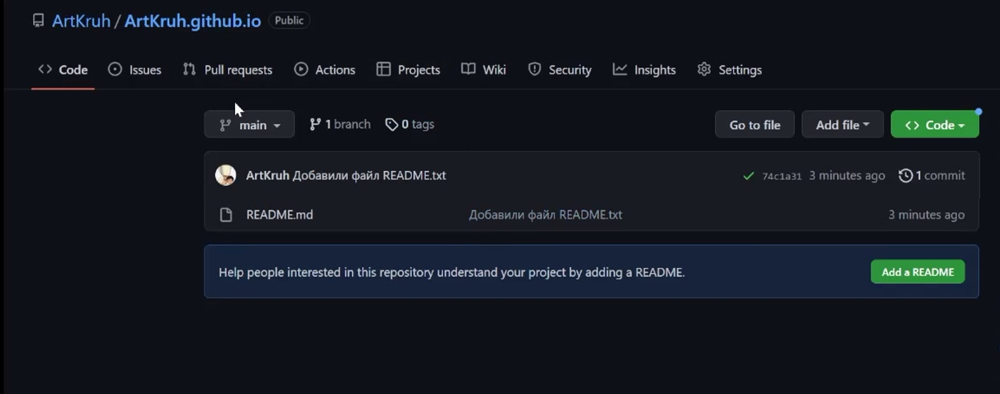 ArtKruh / ArtKruh.github.io Public
Code Issues Pull requests Actions Projects Wiki Security Insights Settings
main 1 branch 0 tags Go to file Add file Code
ArtKruh Добавили файл README.txt 74c1a31 3 minutes ago 1 commit
README.md Добавили файл README.txt 3 minutes ago
Help people interested in this repository understand your project by adding a README. Add a README